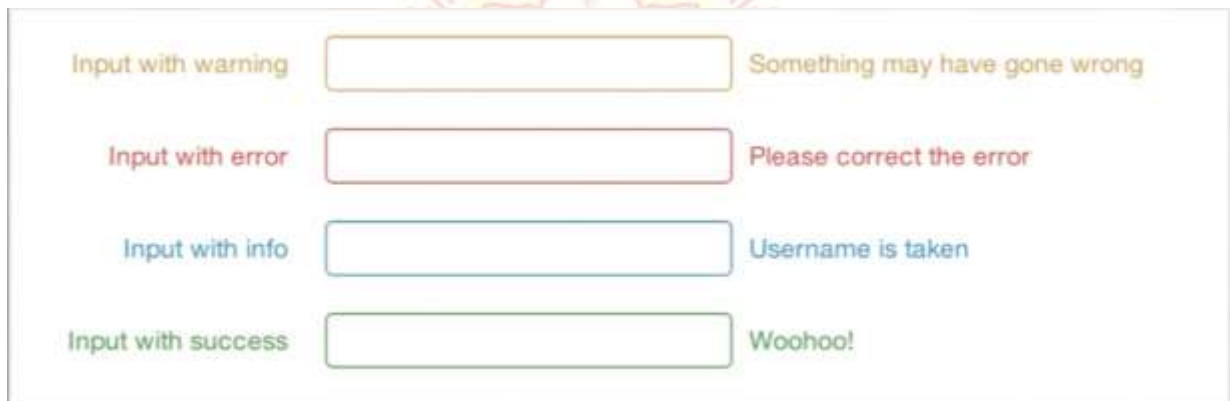 Input with warning Something may have gone wrong
Input with error Please correct the error
Input with info Username is taken
Input with success Woohoo!